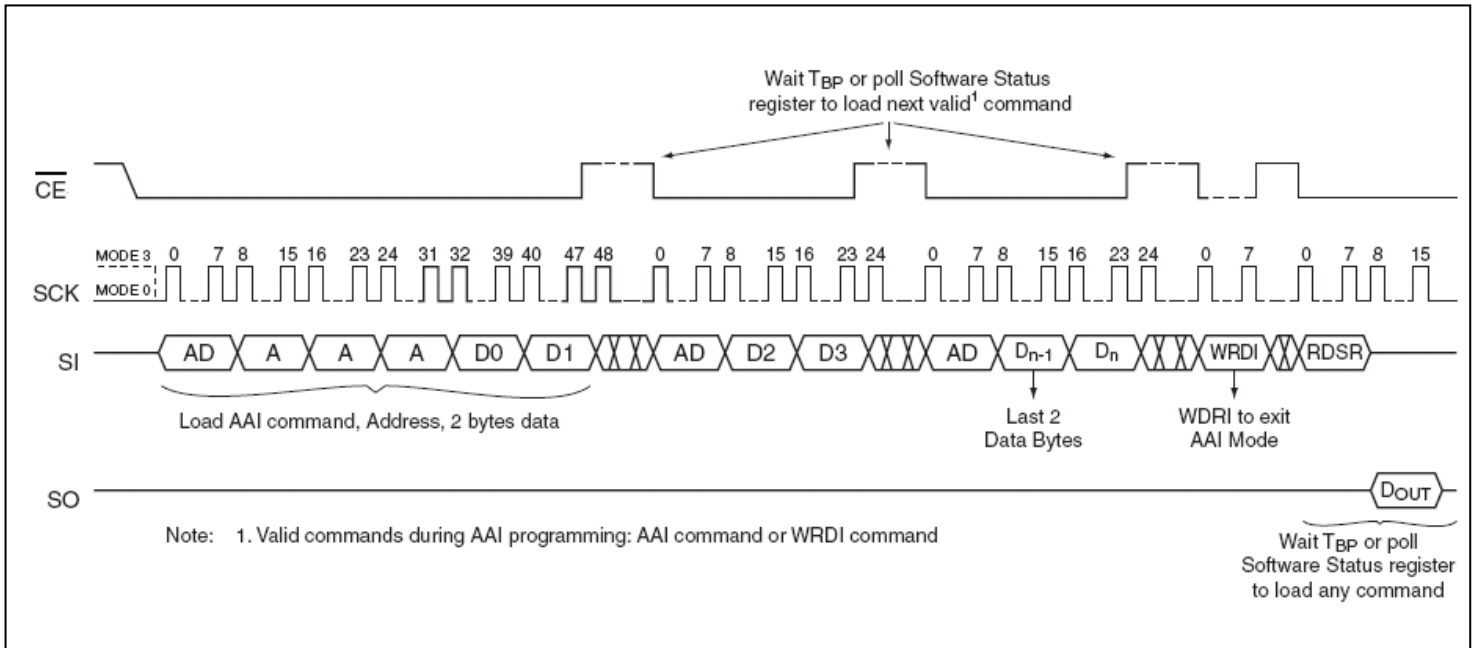 Wait TBP or poll Software Status
register to load next valid1 command
CE
MODE 3 0 7 8 15 16 23 24 31 32 39 40 47 48 0 7 8 15 16 23 24 0 7 8 15 16 23 24 0 7 0 7 8 15
SCK MODE 0
SI AD A A A D0 D1 AD D2 D3 AD Dn-1 Dn WRDI RDSR
Load AAI command, Address, 2 bytes data
Last 2
Data Bytes
WDRI to exit
AAI Mode
SO DOUT
Note: 1. Valid commands during AAI programming: AAI command or WRDI command
Wait TBP or poll
Software Status register
to load any command